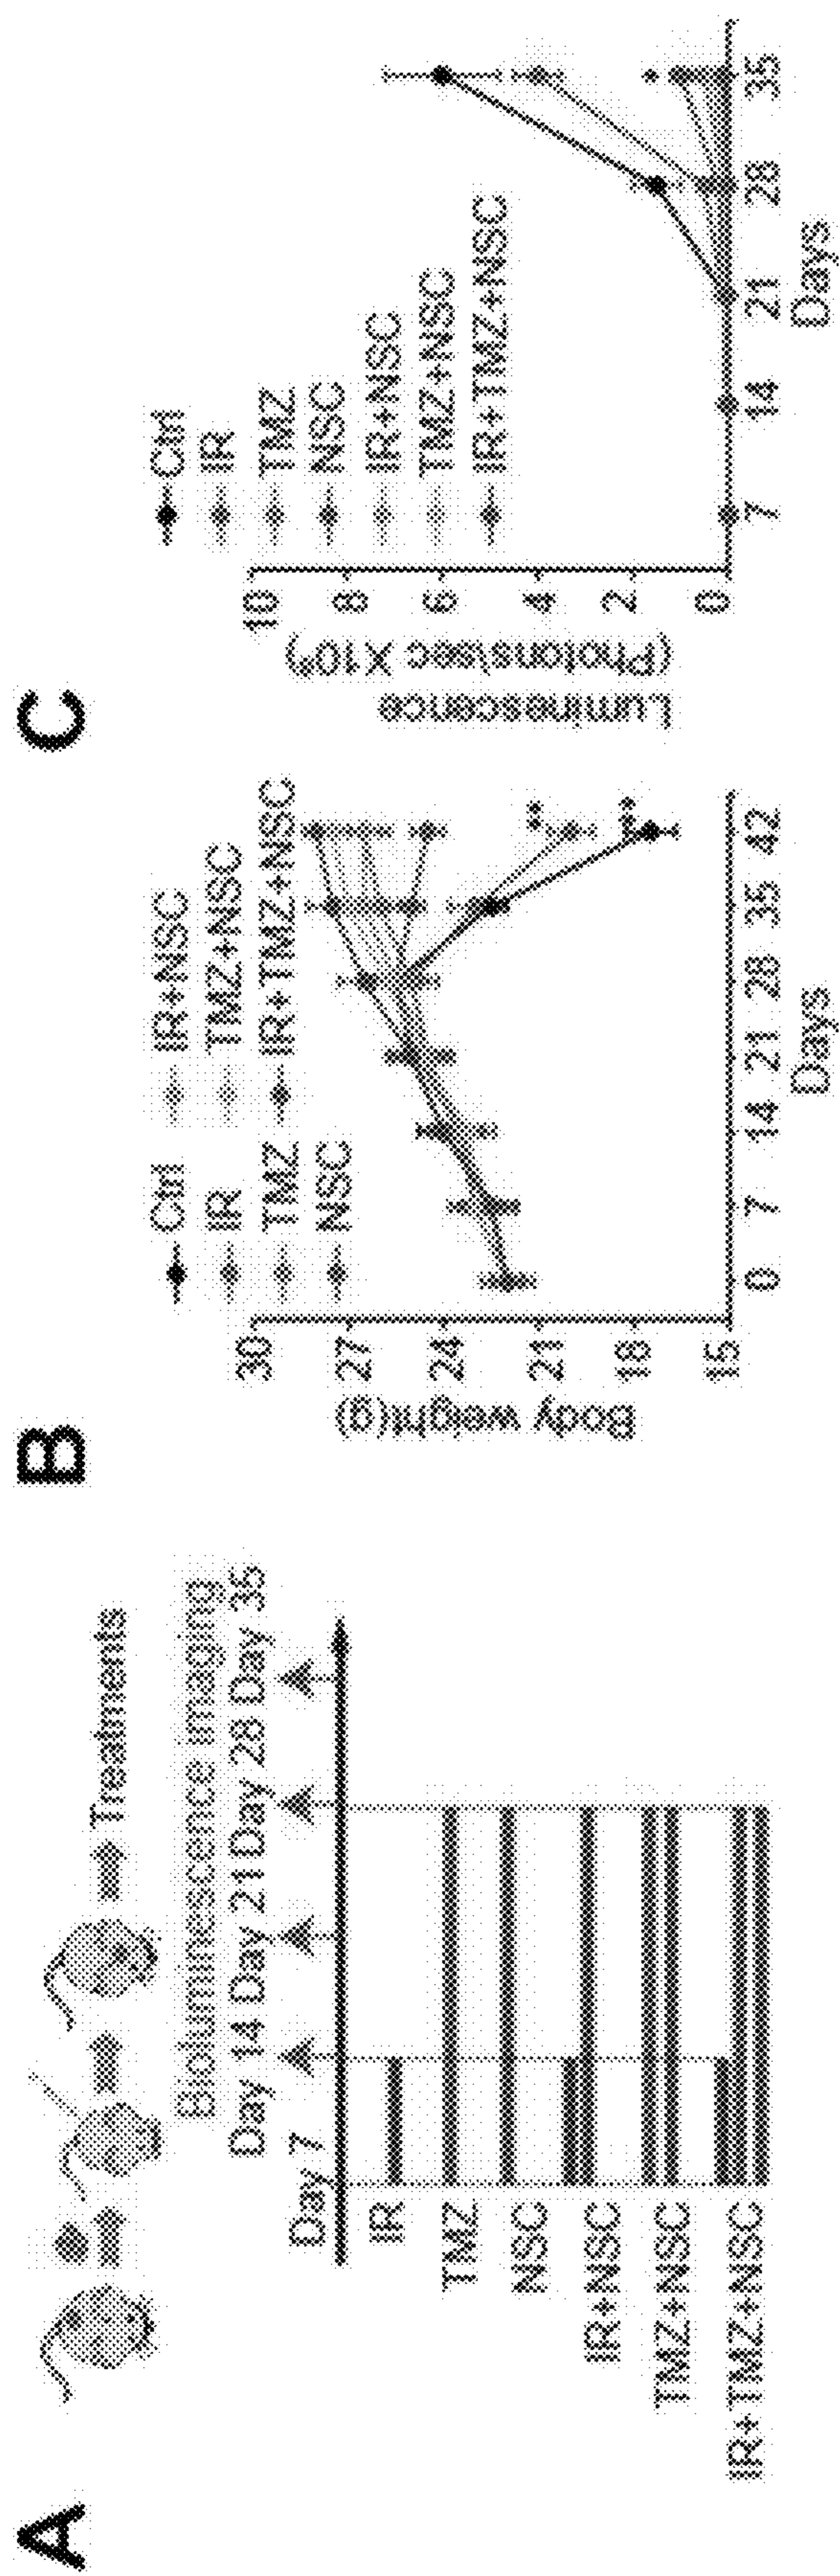 A
Treatments
Bioluminescence imaging
Day 7
Day 14 Day 21 Day 28 Day 35
IR
TMZ
NSC
IR+NSC
TMZ+NSC
IR+TMZ+NSC
B
Ctrl
IR
TMZ
NSC
IR+NSC
TMZ+NSC
IR+TMZ+NSC
Body weight(g)
30
27
24
21
18
15
**
***
0 7 14 21 28 35 42
Days
C
Ctrl
IR
TMZ
NSC
IR+NSC
TMZ+NSC
IR+TMZ+NSC
Luminescence
(Photons/sec X10⁶)
10
8
6
4
2
0
*
7 14 21 28 35
Days